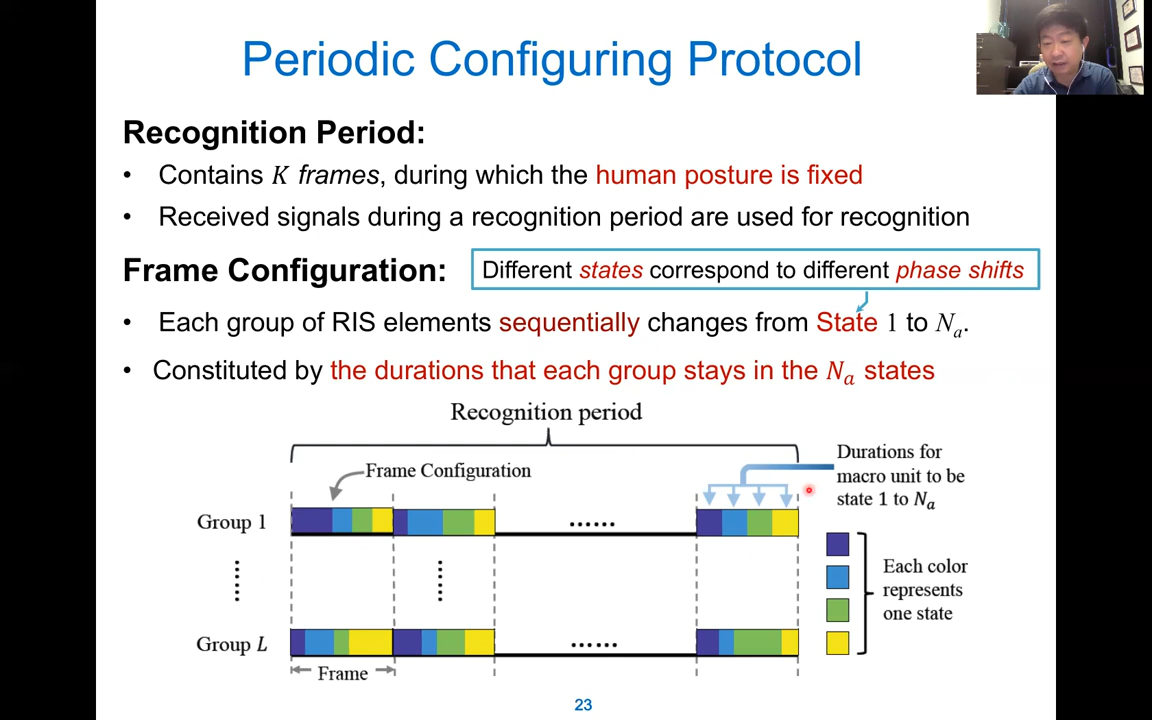 Periodic Configuring Protocol
Recognition Period:
• Contains K frames, during which the human posture is fixed
• Received signals during a recognition period are used for recognition
Frame Configuration:
Different states correspond to different phase shifts
• Each group of RIS elements sequentially changes from State 1 to Nₐ.
• Constituted by the durations that each group stays in the Nₐ states
Recognition period
Frame Configuration
Durations for
macro unit to be
state 1 to Nₐ
Group 1
......
Each color
represents
one state
Group L
......
Frame
23